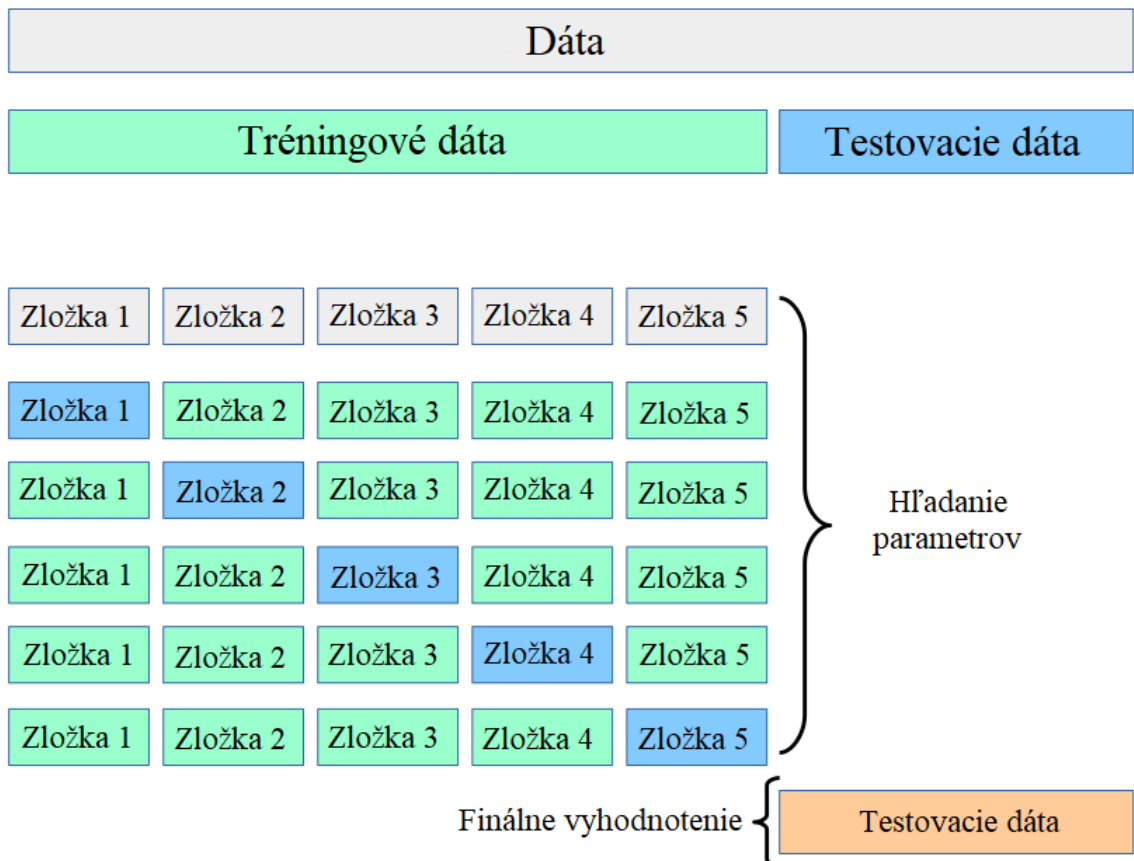 Dáta
Tréningové dáta Testovacie dáta
Zložka 1 Zložka 2 Zložka 3 Zložka 4 Zložka 5
Zložka 1 Zložka 2 Zložka 3 Zložka 4 Zložka 5
Zložka 1 Zložka 2 Zložka 3 Zložka 4 Zložka 5
Zložka 1 Zložka 2 Zložka 3 Zložka 4 Zložka 5
Zložka 1 Zložka 2 Zložka 3 Zložka 4 Zložka 5
Zložka 1 Zložka 2 Zložka 3 Zložka 4 Zložka 5
Hľadanie
parametrov
Finálne vyhodnotenie Testovacie dáta